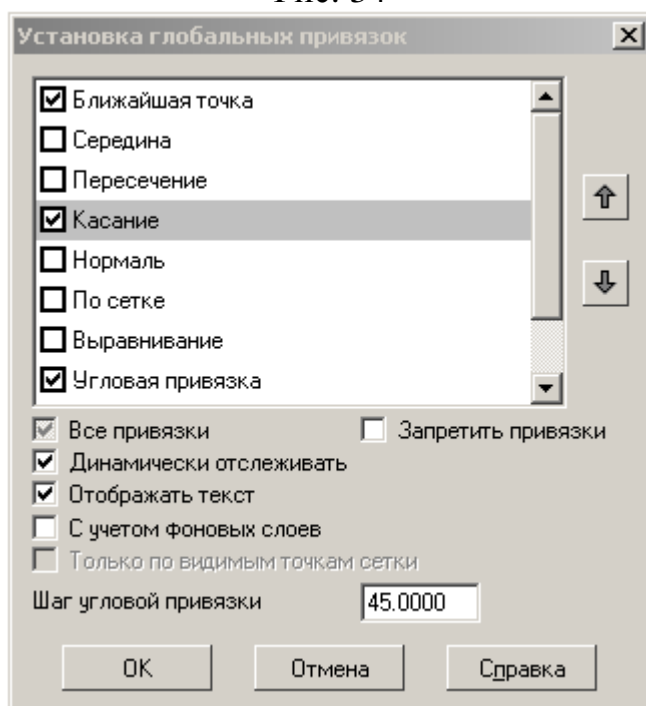 Рис. 34
Установка глобальных привязок
Ближайшая точка
Середина
Пересечение
Касание
Нормаль
По сетке
Выравнивание
Угловая привязка
Все привязки Запретить привязки
Динамически отслеживать
Отображать текст
С учетом фоновых слоев
Только по видимым точкам сетки
Шаг угловой привязки 45.0000
OK Отмена Справка